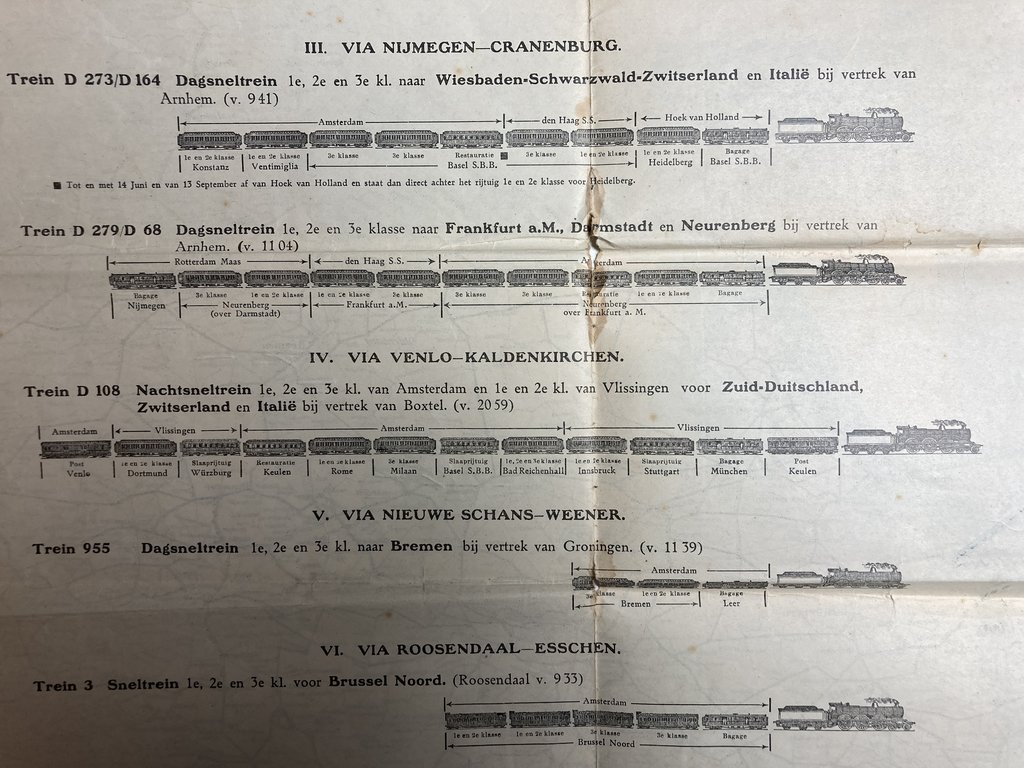 III. VIA NIJMEGEN—CRANENBURG.
Trein D 273/D 164 Dagsneltrein 1e, 2e en 3e kl. naar Wiesbaden-Schwarzwald-Zwitserland en Italië bij vertrek van
Arnhem. (v. 9 41)
Amsterdam den Haag S.S. Hoek van Holland
1e en 2e klasse 1e en 2e klasse 3e klasse 3e klasse Restauratie ■ 3e klasse 1e en 2e klasse 1e en 2e klasse Bagage
Konstanz Ventimiglia Basel S.B.B. Heidelberg Basel S.B.B.
■ Tot en met 14 Juni en van 13 September af van Hoek van Holland en staat dan direct achter het rijtuig 1e en 2e klasse voor Heidelberg.
Trein D 279/D 68 Dagsneltrein 1e, 2e en 3e klasse naar Frankfurt a.M., Darmstadt en Neurenberg bij vertrek van
Arnhem. (v. 11 04)
Rotterdam Maas den Haag S.S. Amsterdam
Bagage 3e klasse 1e en 2e klasse 1e en 2e klasse 3e klasse 3e klasse 3e klasse Restauratie 1e en 2e klasse Bagage
Nijmegen Neurenberg Frankfurt a.M. Neurenberg
(over Darmstadt) over Frankfurt a. M.
IV. VIA VENLO—KALDENKIRCHEN.
Trein D 108 Nachtsneltrein 1e, 2e en 3e kl. van Amsterdam en 1e en 2e kl. van Vlissingen voor Zuid-Duitschland,
Zwitserland en Italië bij vertrek van Boxtel. (v. 20 59)
Amsterdam Vlissingen Amsterdam Vlissingen
Post 1e en 2e klasse Slaaprijtuig Restauratie 1e en 2e klasse 3e klasse Slaaprijtuig 1e, 2e en 3e klasse 1e en 2e klasse Slaaprijtuig Bagage Post
Venlo Dortmund Würzburg Keulen Rome Milaan Basel S.B.B. Bad Reichenhall Innsbruck Stuttgart München Keulen
V. VIA NIEUWE SCHANS—WEENER.
Trein 955 Dagsneltrein 1e, 2e en 3e kl. naar Bremen bij vertrek van Groningen. (v. 11 39)
Amsterdam
3e klasse 1e en 2e klasse Bagage
Bremen Leer
VI. VIA ROOSENDAAL—ESSCHEN.
Trein 3 Sneltrein 1e, 2e en 3e kl. voor Brussel Noord. (Roosendaal v. 9 33)
Amsterdam
1e en 2e klasse 1e en 2e klasse 3e klasse 3e klasse Bagage
Brussel Noord